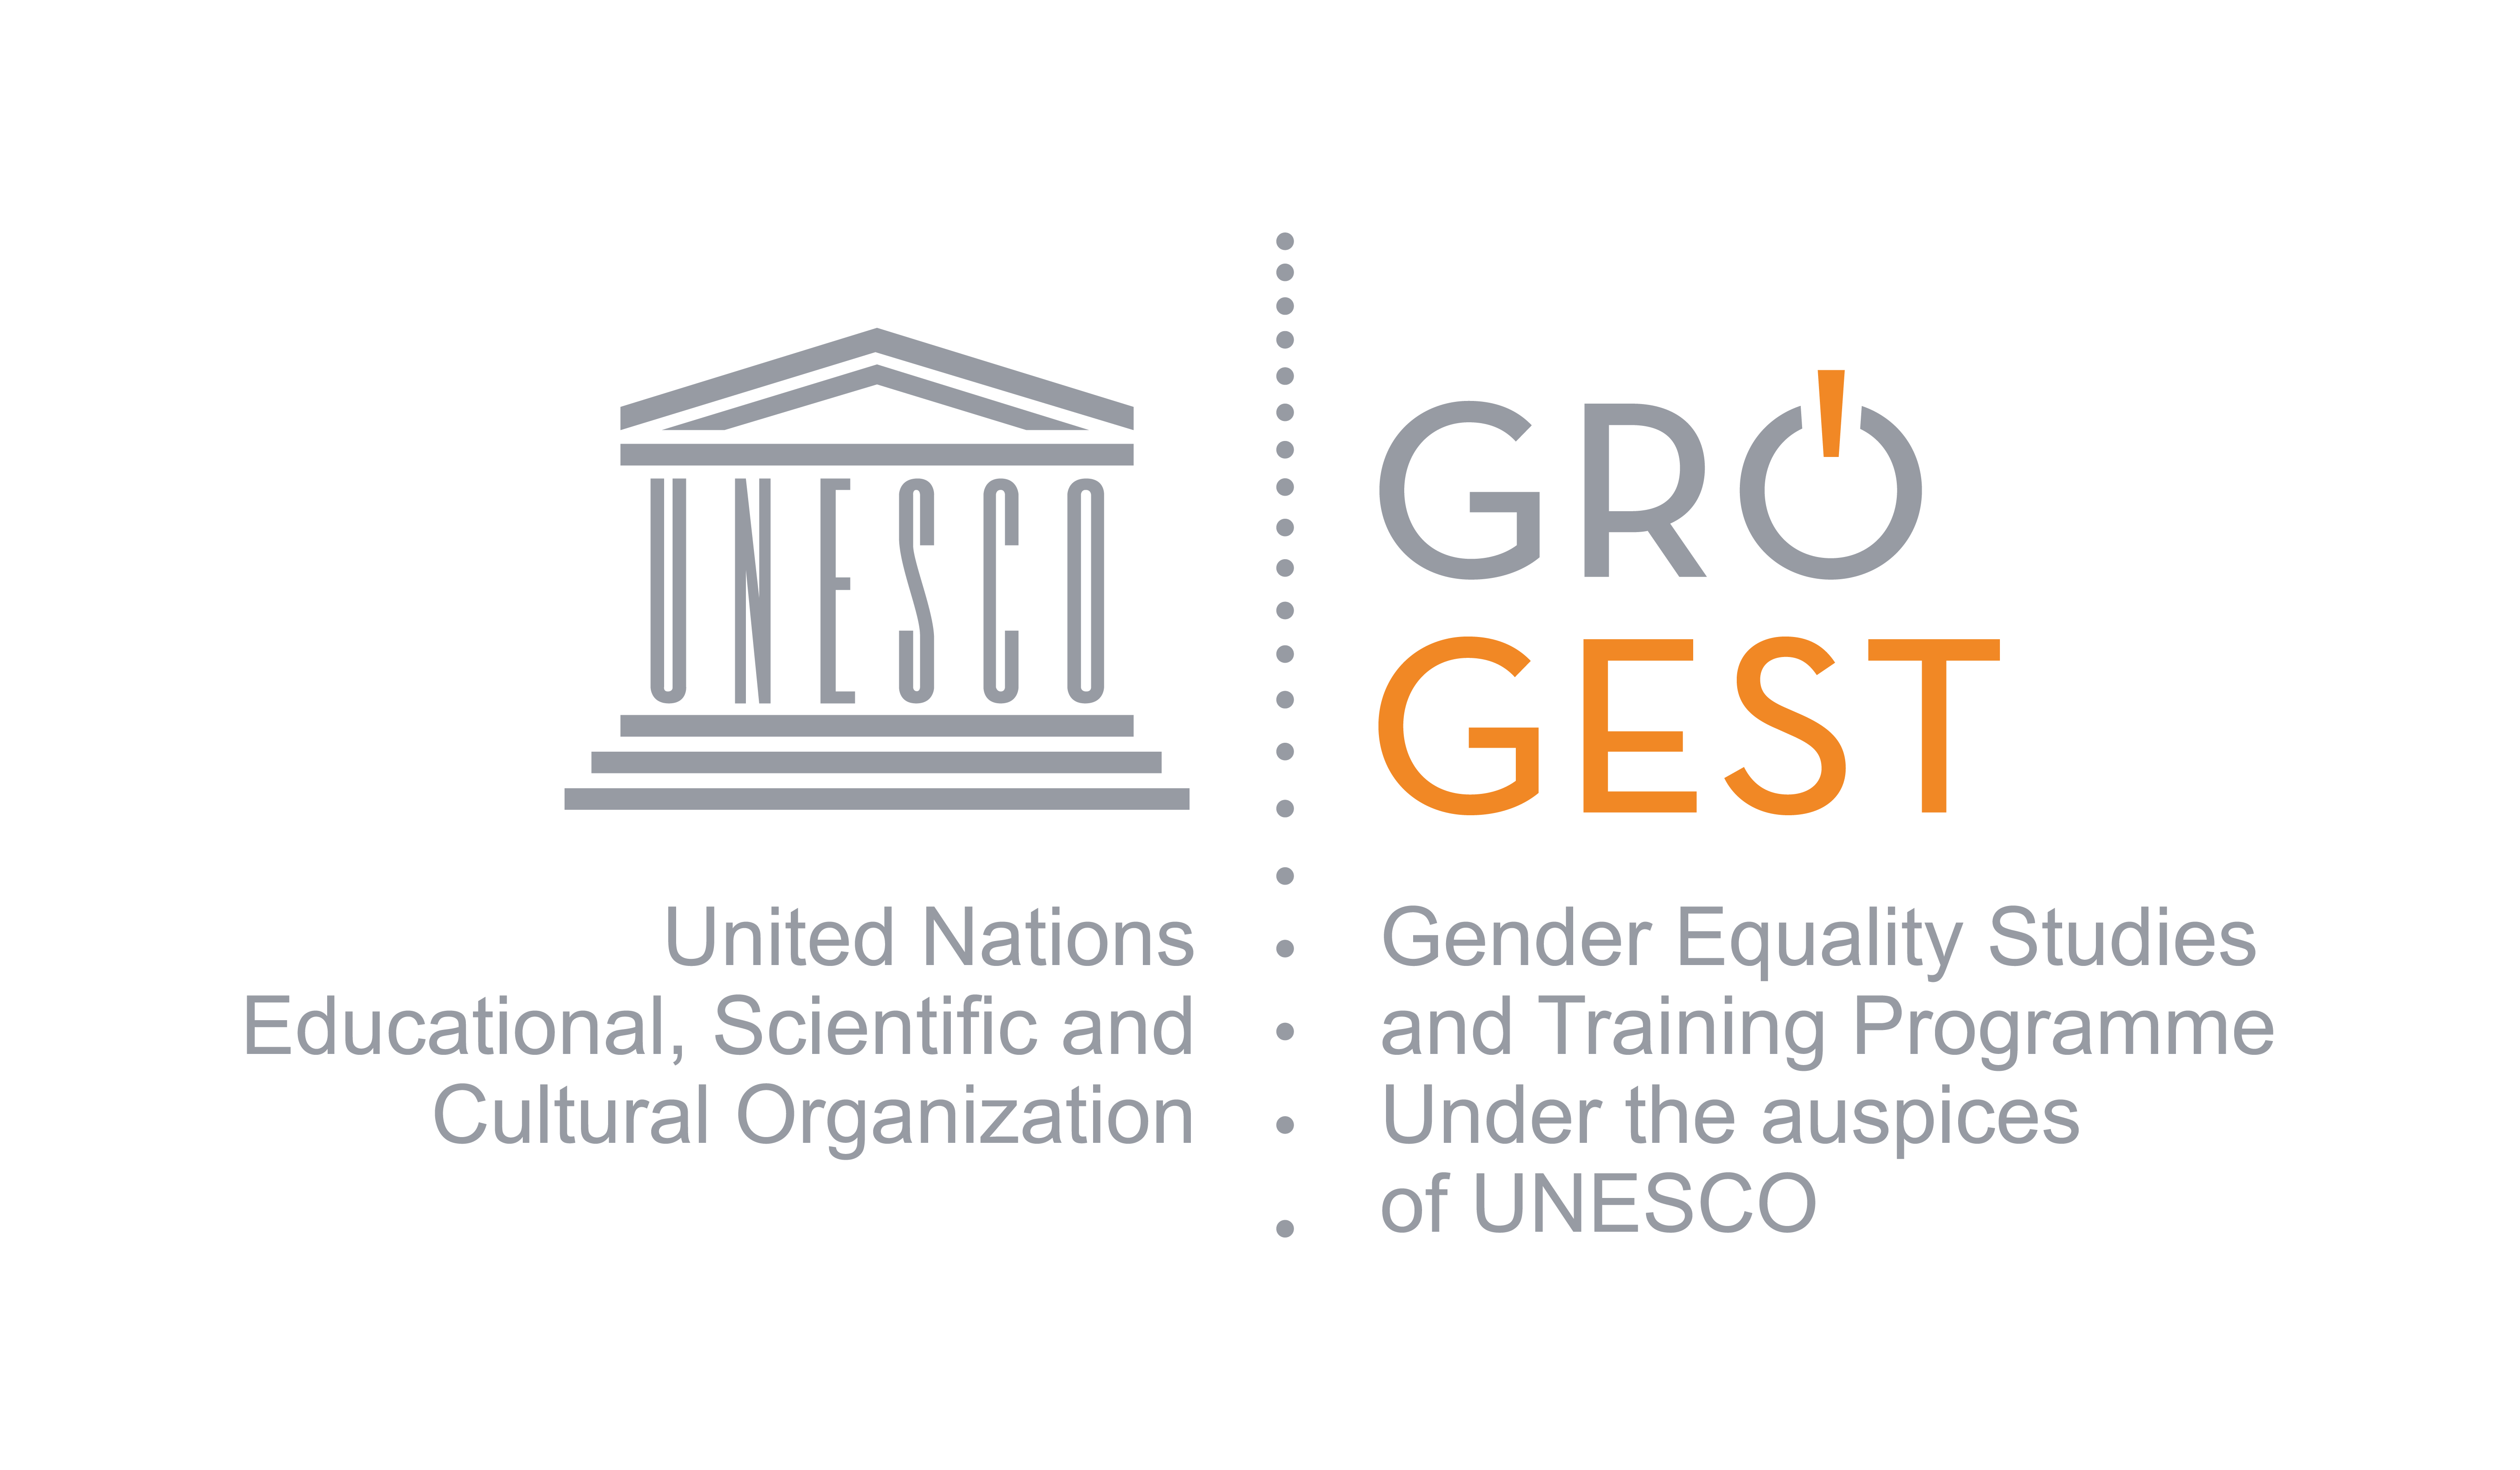 UNESCO
United Nations
Educational, Scientific and
Cultural Organization
GRÓ
GEST
Gender Equality Studies
and Training Programme
Under the auspices
of UNESCO